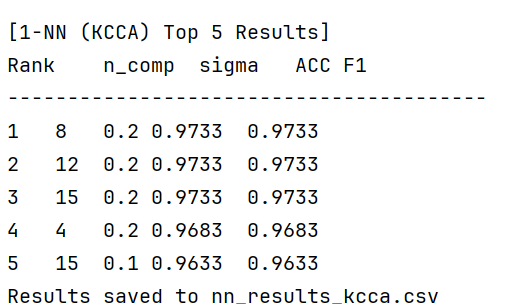 [1-NN (KCCA) Top 5 Results]
Rank    n_comp  sigma   ACC F1
----------------------------------------
1   8   0.2 0.9733  0.9733
2   12  0.2 0.9733  0.9733
3   15  0.2 0.9733  0.9733
4   4   0.2 0.9683  0.9683
5   15  0.1 0.9633  0.9633
Results saved to nn_results_kcca.csv